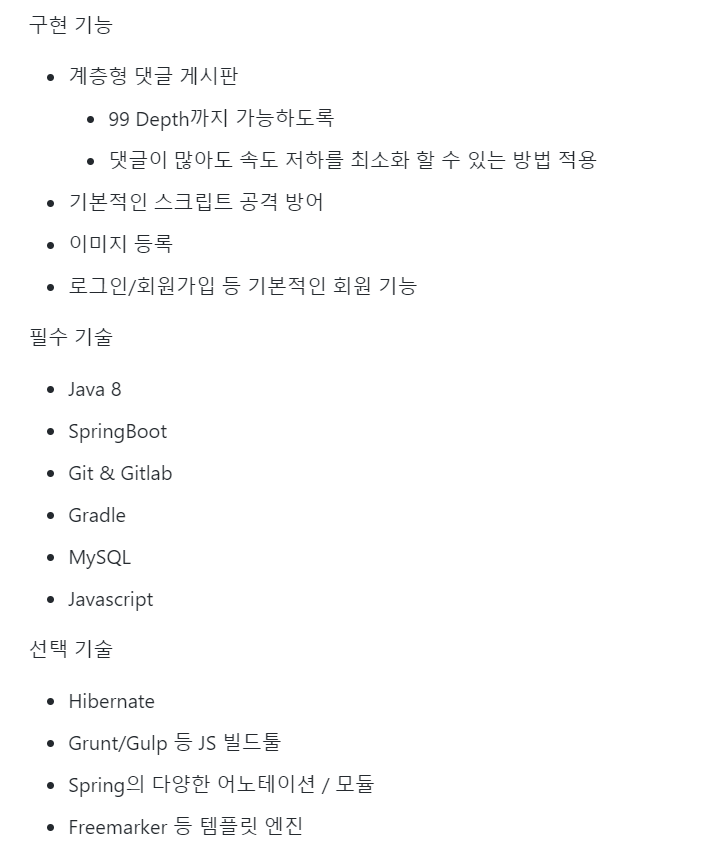 구현 기능
계층형 댓글 게시판
99 Depth까지 가능하도록
댓글이 많아도 속도 저하를 최소화 할 수 있는 방법 적용
기본적인 스크립트 공격 방어
이미지 등록
로그인/회원가입 등 기본적인 회원 기능
필수 기술
Java 8
SpringBoot
Git & Gitlab
Gradle
MySQL
Javascript
선택 기술
Hibernate
Grunt/Gulp 등 JS 빌드툴
Spring의 다양한 어노테이션 / 모듈
Freemarker 등 템플릿 엔진